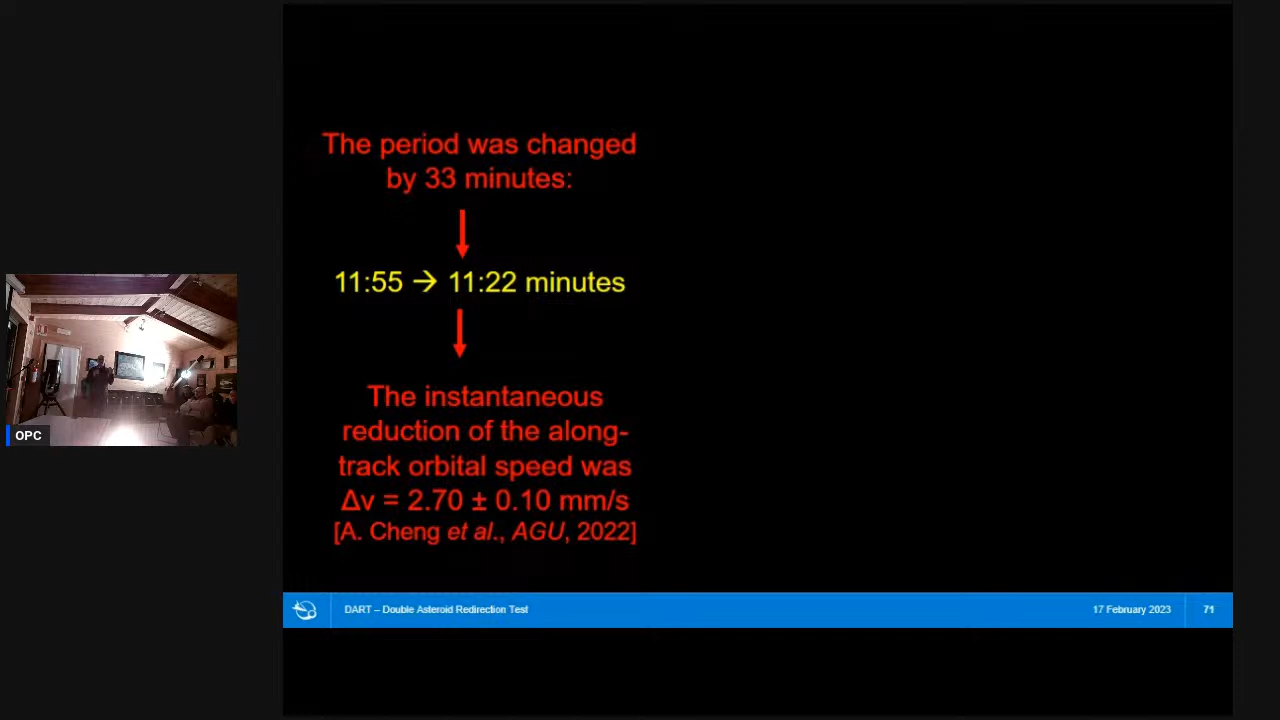 The period was changed
by 33 minutes:
11:55 → 11:22 minutes
The instantaneous
reduction of the along-
track orbital speed was
Δv = 2.70 ± 0.10 mm/s
[A. Cheng et al., AGU, 2022]
OPC
DART – Double Asteroid Redirection Test
17 February 2023
71